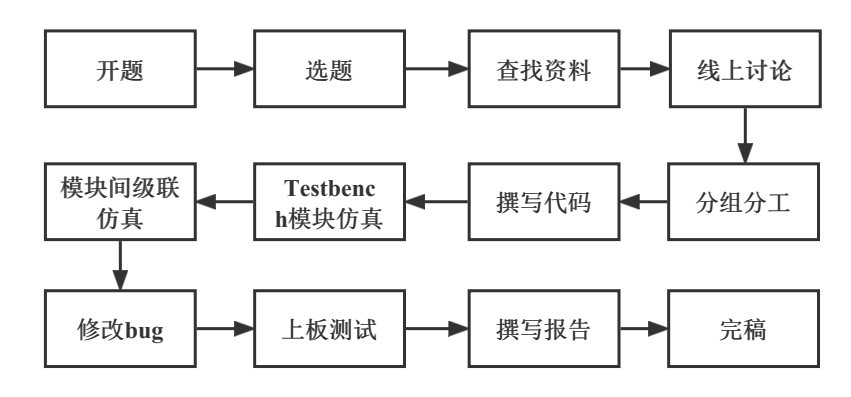 开题
选题
查找资料
线上讨论
分组分工
撰写代码
Testbenc
h模块仿真
模块间级联
仿真
修改bug
上板测试
撰写报告
完稿